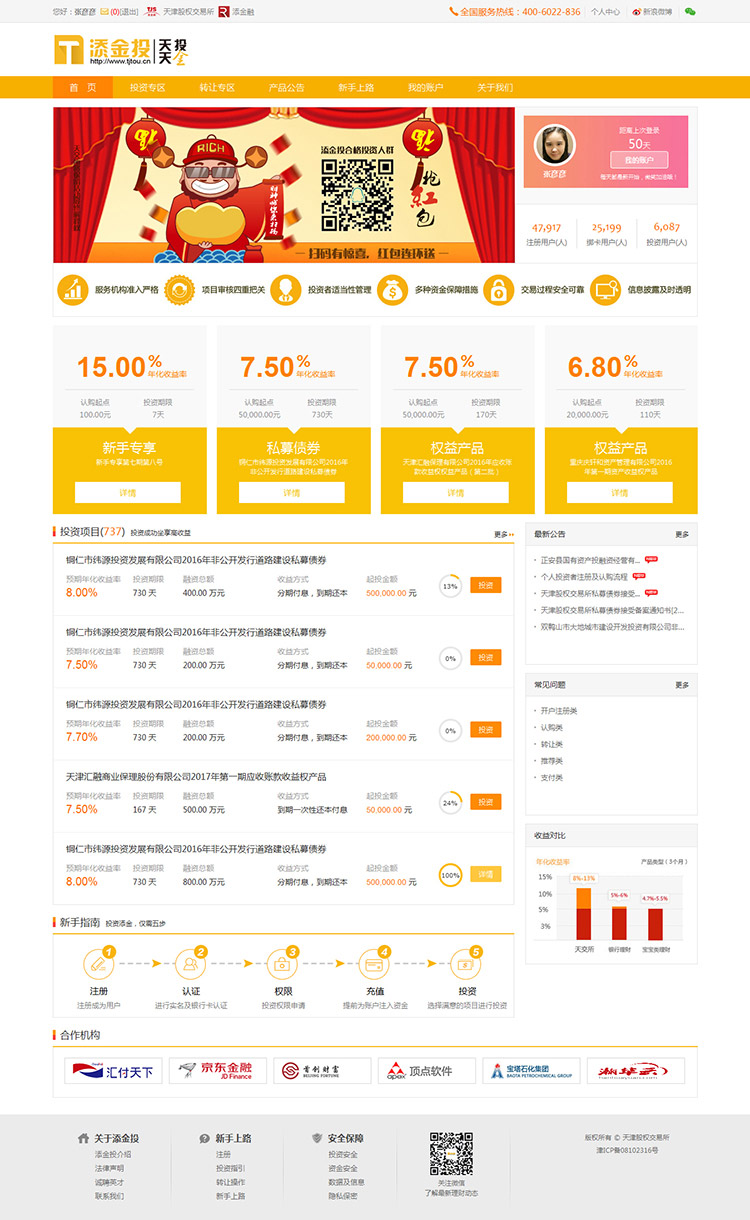 您好，张彦彦 (0)[退出] TJS 天津股权交易所 添金融
全国服务热线：400-6022-836 个人中心 新浪微博
添金投 天天投金
http://www.tjtou.cn
首 页 投资专区 转让专区 产品公告 新手上路 我的账户 关于我们
RICH
添金投合格投资人群
抢红包
扫码有惊喜，红包连环送
距离上次登录
50天
我的账户
张彦彦
47,917 25,199 6,087
注册用户(人) 绑卡用户(人) 投资用户(人)
服务机构准入严格 项目审核四重把关 投资者适当性管理 多种资金保障措施 交易过程安全可靠 信息披露及时透明
15.00% 年化收益率 7.50% 年化收益率 7.50% 年化收益率 6.80% 年化收益率
认购起点 投资期限 认购起点 投资期限 认购起点 投资期限 认购起点 投资期限
100.00元 7天 50,000.00元 730天 50,000.00元 170天 20,000.00元 110天
新手专享 私募债券 权益产品 权益产品
新手专享第七期第八号 铜仁市纬源投资发展有限公司2016年 天津汇融保理有限公司2016年应收账 重庆庆轩和资产管理有限公司2016
非公开发行道路建设私募债券 款收益权权益产品（第二批） 年第一期资产收益权产品
详情 详情 详情 详情
投资项目(737) 投资成功坐享高收益 更多
铜仁市纬源投资发展有限公司2016年非公开发行道路建设私募债券
预期年化收益率 投资期限 融资总额 收益方式 起投金额
8.00% 730 天 400.00 万元 分期付息，到期还本 500,000.00 元 13% 投资
铜仁市纬源投资发展有限公司2016年非公开发行道路建设私募债券
预期年化收益率 投资期限 融资总额 收益方式 起投金额
7.50% 730 天 200.00 万元 分期付息，到期还本 50,000.00 元 0% 投资
铜仁市纬源投资发展有限公司2016年非公开发行道路建设私募债券
预期年化收益率 投资期限 融资总额 收益方式 起投金额
7.70% 730 天 200.00 万元 分期付息，到期还本 200,000.00 元 0% 投资
天津汇融商业保理股份有限公司2017年第一期应收账款收益权产品
预期年化收益率 投资期限 融资总额 收益方式 起投金额
7.50% 167 天 500.00 万元 到期一次性还本付息 50,000.00 元 24% 投资
铜仁市纬源投资发展有限公司2016年非公开发行道路建设私募债券
预期年化收益率 投资期限 融资总额 收益方式 起投金额
8.00% 730 天 800.00 万元 分期付息，到期还本 500,000.00 元 100% 详情
最新公告 更多
正安县国有资产投融资经营有...
个人投资者注册及认购流程
天津股权交易所私募债券接受...
天津股权交易所私募债券接受备案通知书[2...
双鸭山市大地城市建设开发投资有限公司非...
常见问题 更多
开户注册类
认购类
转让类
推荐类
支付类
收益对比
年化收益率 产品类型（3个月）
15%
10%
5%
3%
8%-13% 5%-6% 4.7%-5.5%
天交所 银行理财 宝宝类理财
新手指南 投资添金，仅需五步
1 2 3 4 5
注册 认证 权限 充值 投资
注册成为用户 进行实名及银行卡认证 投资权限申请 提前为账户注入资金 选择满意的项目进行投资
合作机构
汇付天下 京东金融 JD Finance 首创财富 BEIJING FORTUNE apex 顶点软件 宝塔石化集团 BAOTA PETROCHEMICAL GROUP
关于添金投 新手上路 安全保障
添金投介绍 注册 投资安全
法律声明 投资指引 资金安全
诚聘英才 转让操作 数据及信息
联系我们 新手上路 隐私保密
关注微信
了解最新理财动态
版权所有 © 天津股权交易所
津ICP备08102316号